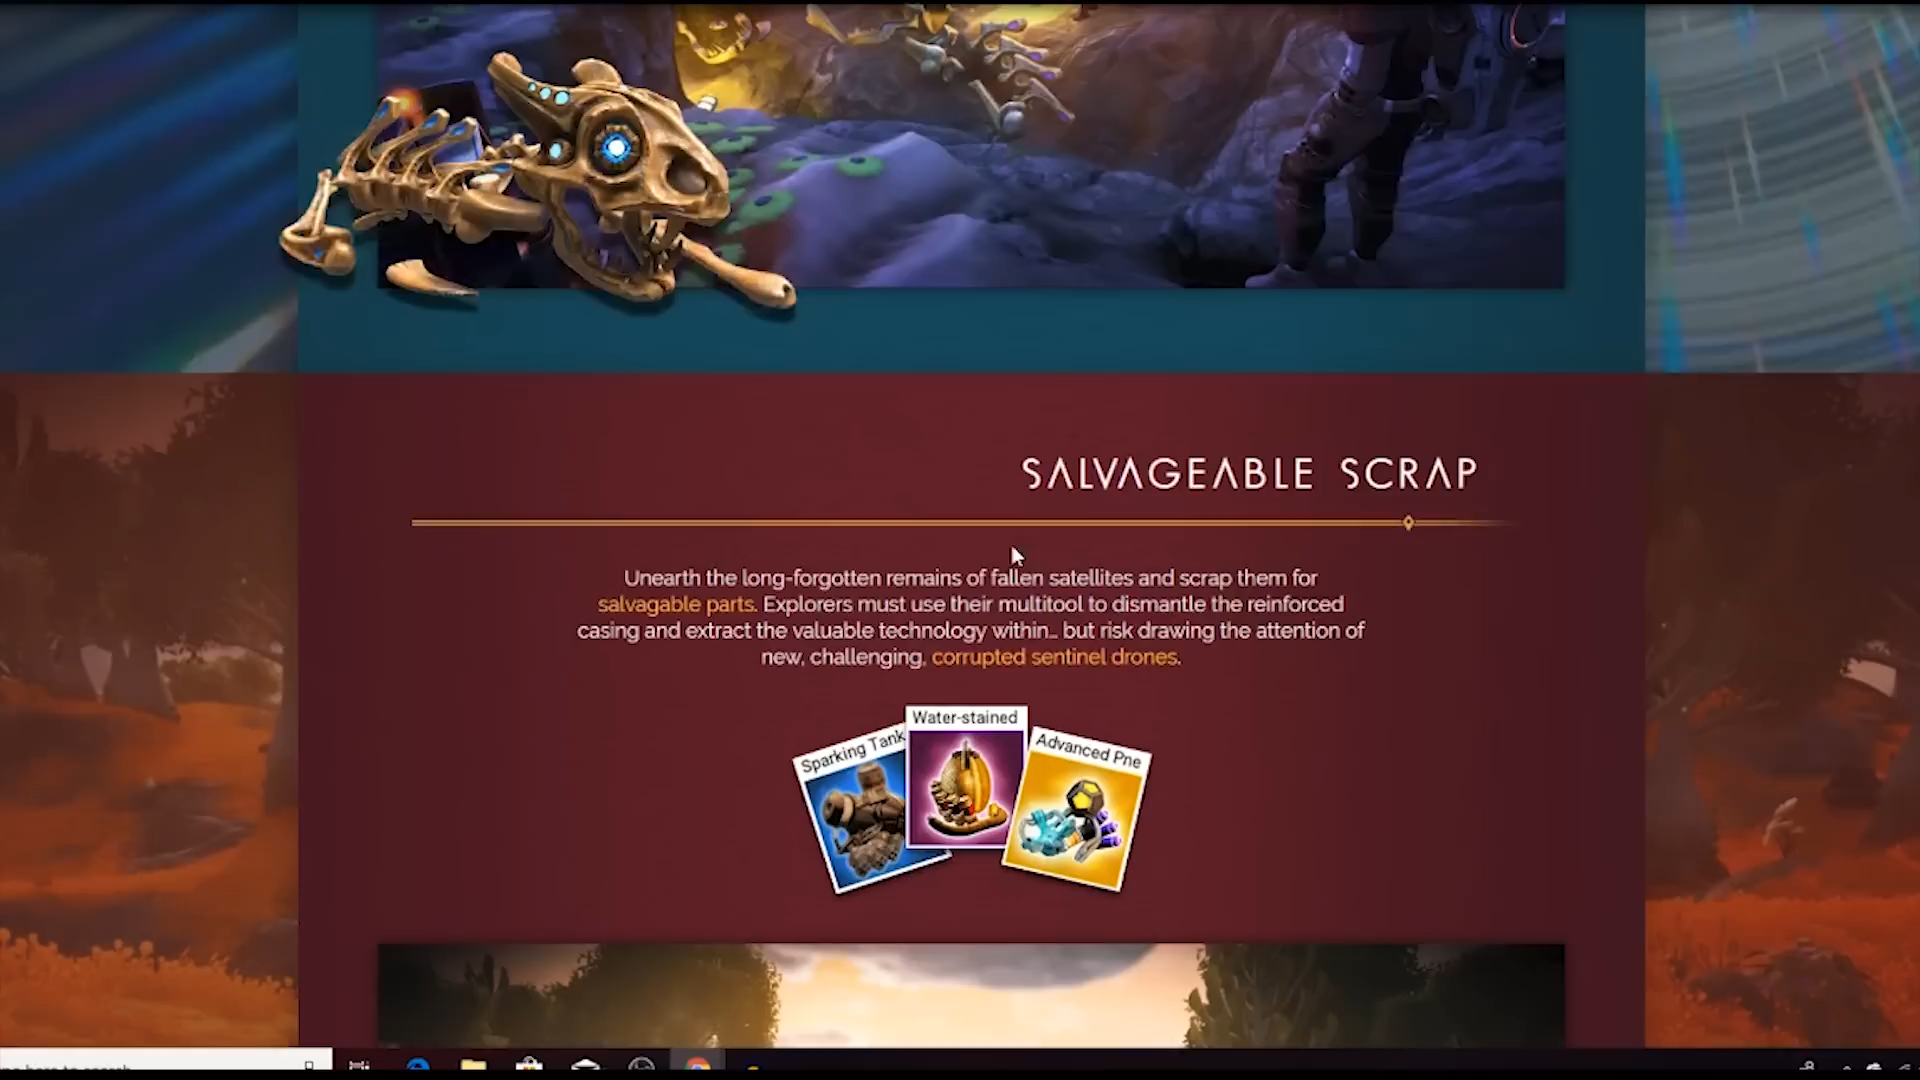 SALVAGEABLE SCRAP
Unearth the long-forgotten remains of fallen satellites and scrap them for
salvagable parts. Explorers must use their multitool to dismantle the reinforced
casing and extract the valuable technology within… but risk drawing the attention of
new, challenging, corrupted sentinel drones.
Sparking Tank
Water-stained
Advanced Pne